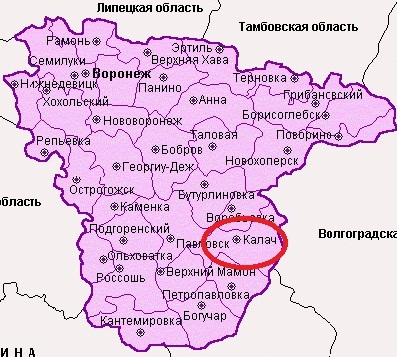 Липецкая область
Тамбовская область
Рамонь
Эртиль
Верхняя Хава
Семилуки
Воронеж
Нижнедевицк
Панино
Терновка
Грибановский
Хохольский
Анна
Борисоглебск
Нововоронеж
Поворино
Репьевка
Таловая
Бобров
Новохоперск
Георгиу-Деж
Острогожск
Бутурлиновка
область
Каменка
Воробьевка
Волгоградска
Подгоренский
Павловск
Калач
Ольховатка
Россошь
Верхний Мамон
Петропавловка
Богучар
Кантемировка
ИНА